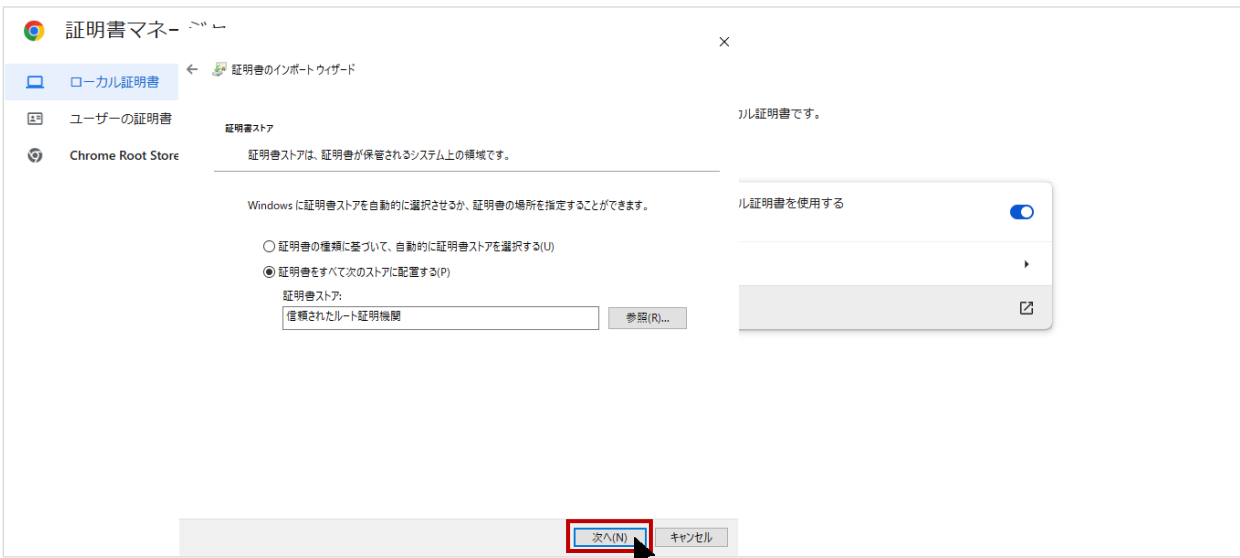 証明書マネージャー
証明書のインポート ウィザード
ローカル証明書
ユーザーの証明書
Chrome Root Store
カル証明書です。
証明書ストア
証明書ストアは、証明書が保管されるシステム上の領域です。
Windows に証明書ストアを自動的に選択させるか、証明書の場所を指定することができます。
ル証明書を使用する
証明書の種類に基づいて、自動的に証明書ストアを選択する(U)
証明書をすべて次のストアに配置する(P)
証明書ストア:
信頼されたルート証明機関
参照(R)...
次へ(N)
キャンセル